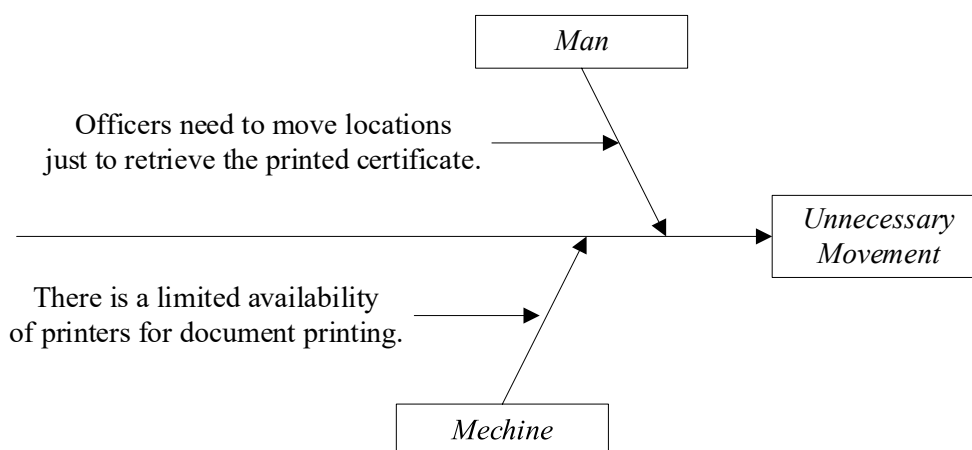 Man
Officers need to move locations
just to retrieve the printed certificate.
Unnecessary
Movement
There is a limited availability
of printers for document printing.
Mechine